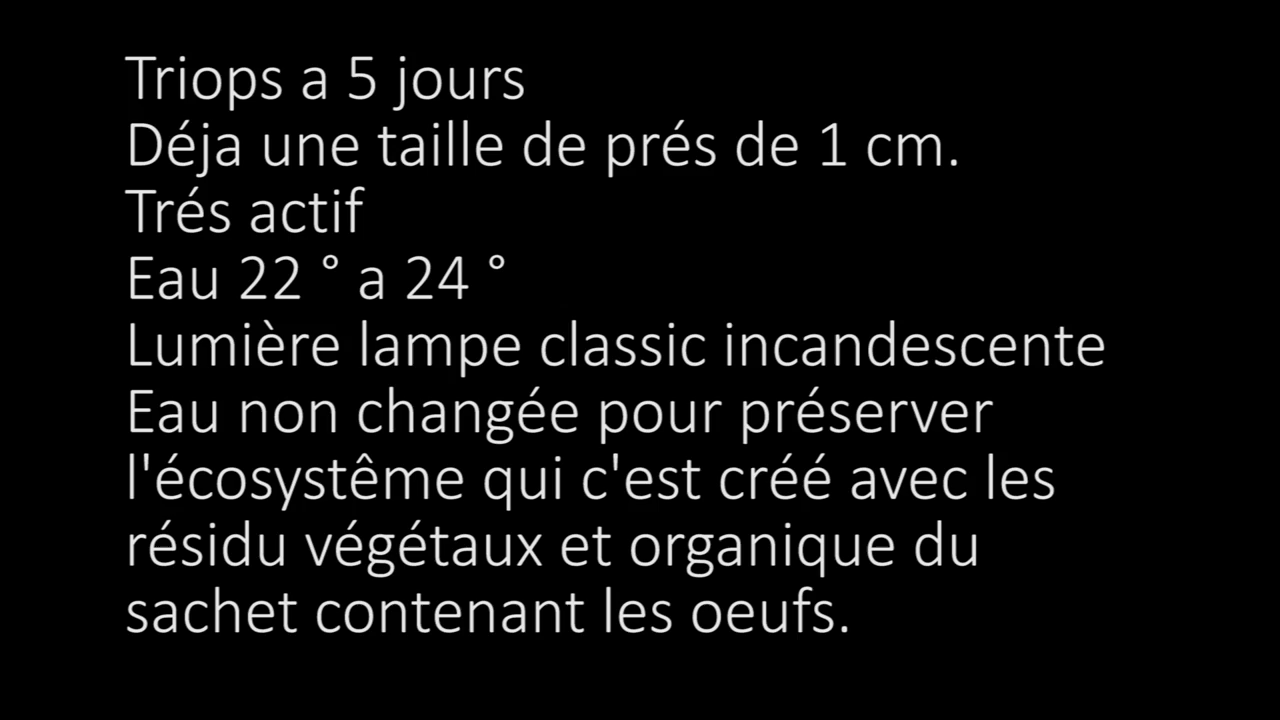 Triops a 5 jours
Déja une taille de prés de 1 cm.
Trés actif
Eau 22 ° a 24 °
Lumière lampe classic incandescente
Eau non changée pour préserver
l'écosystême qui c'est créé avec les
résidu végétaux et organique du
sachet contenant les oeufs.